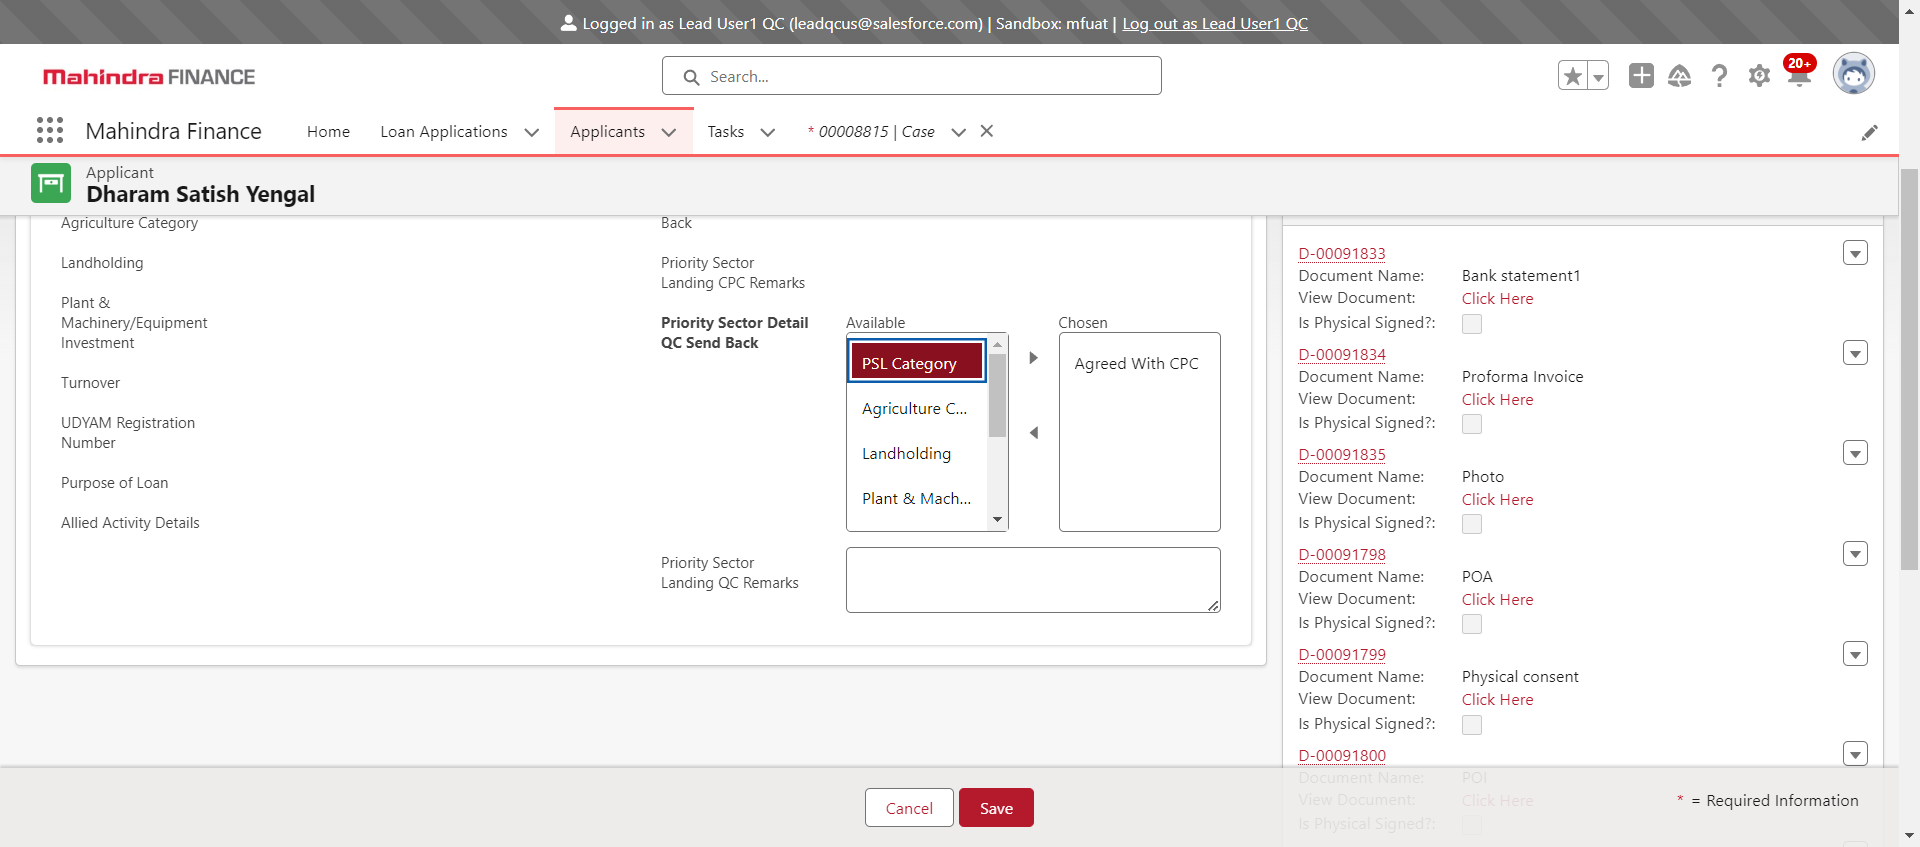 Logged in as Lead User1 QC (leadqcus@salesforce.com) | Sandbox: mfuat | Log out as Lead User1 QC
Mahindra FINANCE
Search...
20+
Mahindra Finance
Home
Loan Applications
Applicants
Tasks
* 00008815 | Case
Applicant
Dharam Satish Yengal
Agriculture Category
Landholding
Plant &
Machinery/Equipment
Investment
Turnover
UDYAM Registration
Number
Purpose of Loan
Allied Activity Details
Back
Priority Sector
Landing CPC Remarks
Priority Sector Detail
QC Send Back
Available
PSL Category
Agriculture C...
Landholding
Plant & Mach...
Chosen
Agreed With CPC
Priority Sector
Landing QC Remarks
D-00091833
Document Name: Bank statement1
View Document: Click Here
Is Physical Signed?:
D-00091834
Document Name: Proforma Invoice
View Document: Click Here
Is Physical Signed?:
D-00091835
Document Name: Photo
View Document: Click Here
Is Physical Signed?:
D-00091798
Document Name: POA
View Document: Click Here
Is Physical Signed?:
D-00091799
Document Name: Physical consent
View Document: Click Here
Is Physical Signed?:
D-00091800
Document Name: POI
View Document: Click Here
Is Physical Signed?:
Cancel
Save
* = Required Information